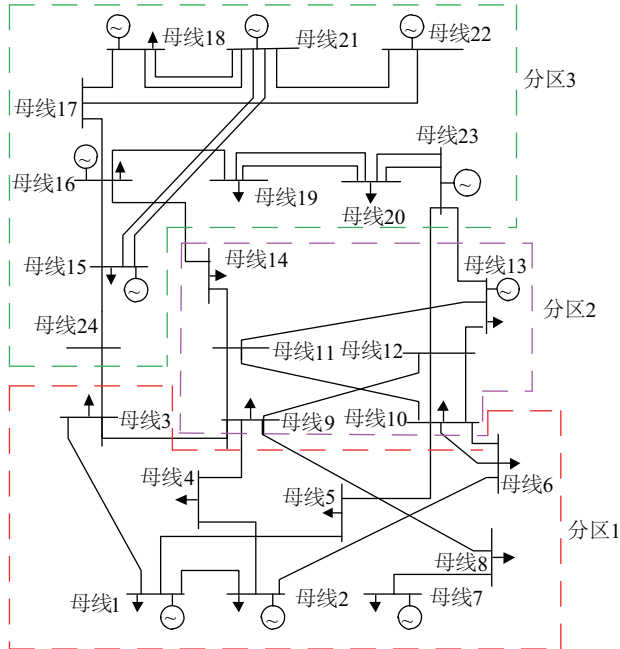 母线18
母线21
母线22
分区3
母线17
母线23
母线16
母线19
母线20
母线14
母线13
母线15
分区2
母线24
母线11
母线12
母线3
母线9
母线10
母线4
母线5
母线6
分区1
母线8
母线1
母线2
母线7
~
~
~
~
~
~
~
~
~
~